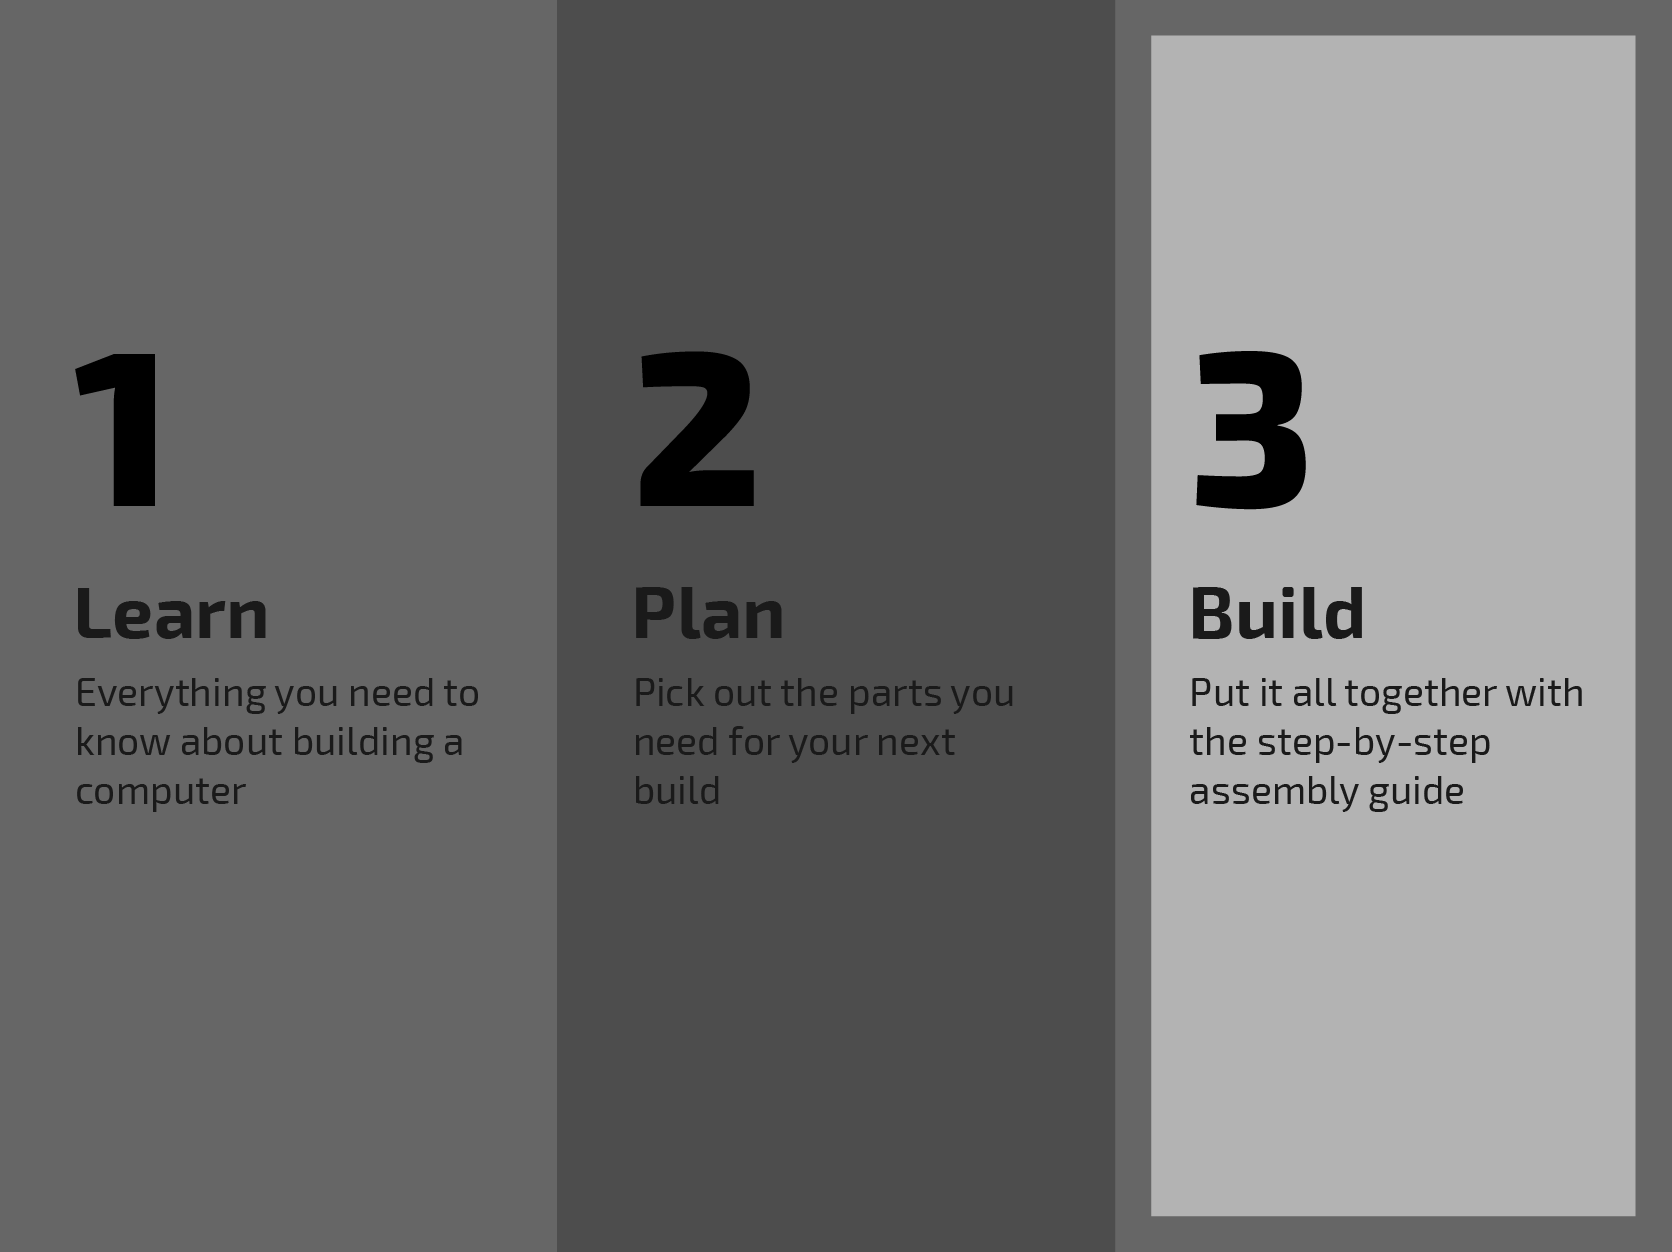 1
Learn
Everything you need to
know about building a
computer
2
Plan
Pick out the parts you
need for your next
build
3
Build
Put it all together with
the step-by-step
assembly guide